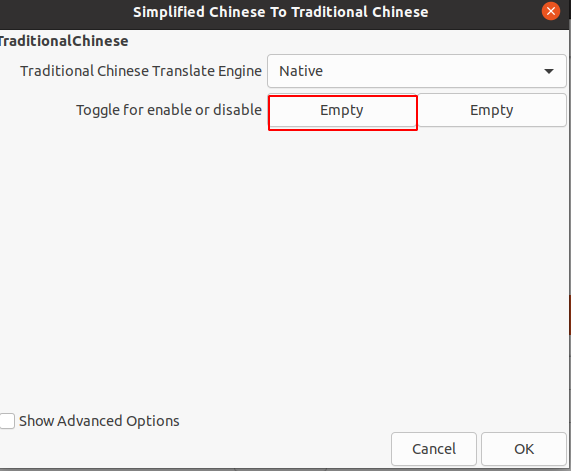 Simplified Chinese To Traditional Chinese
TraditionalChinese
Traditional Chinese Translate Engine Native
Toggle for enable or disable Empty Empty
Show Advanced Options
Cancel OK